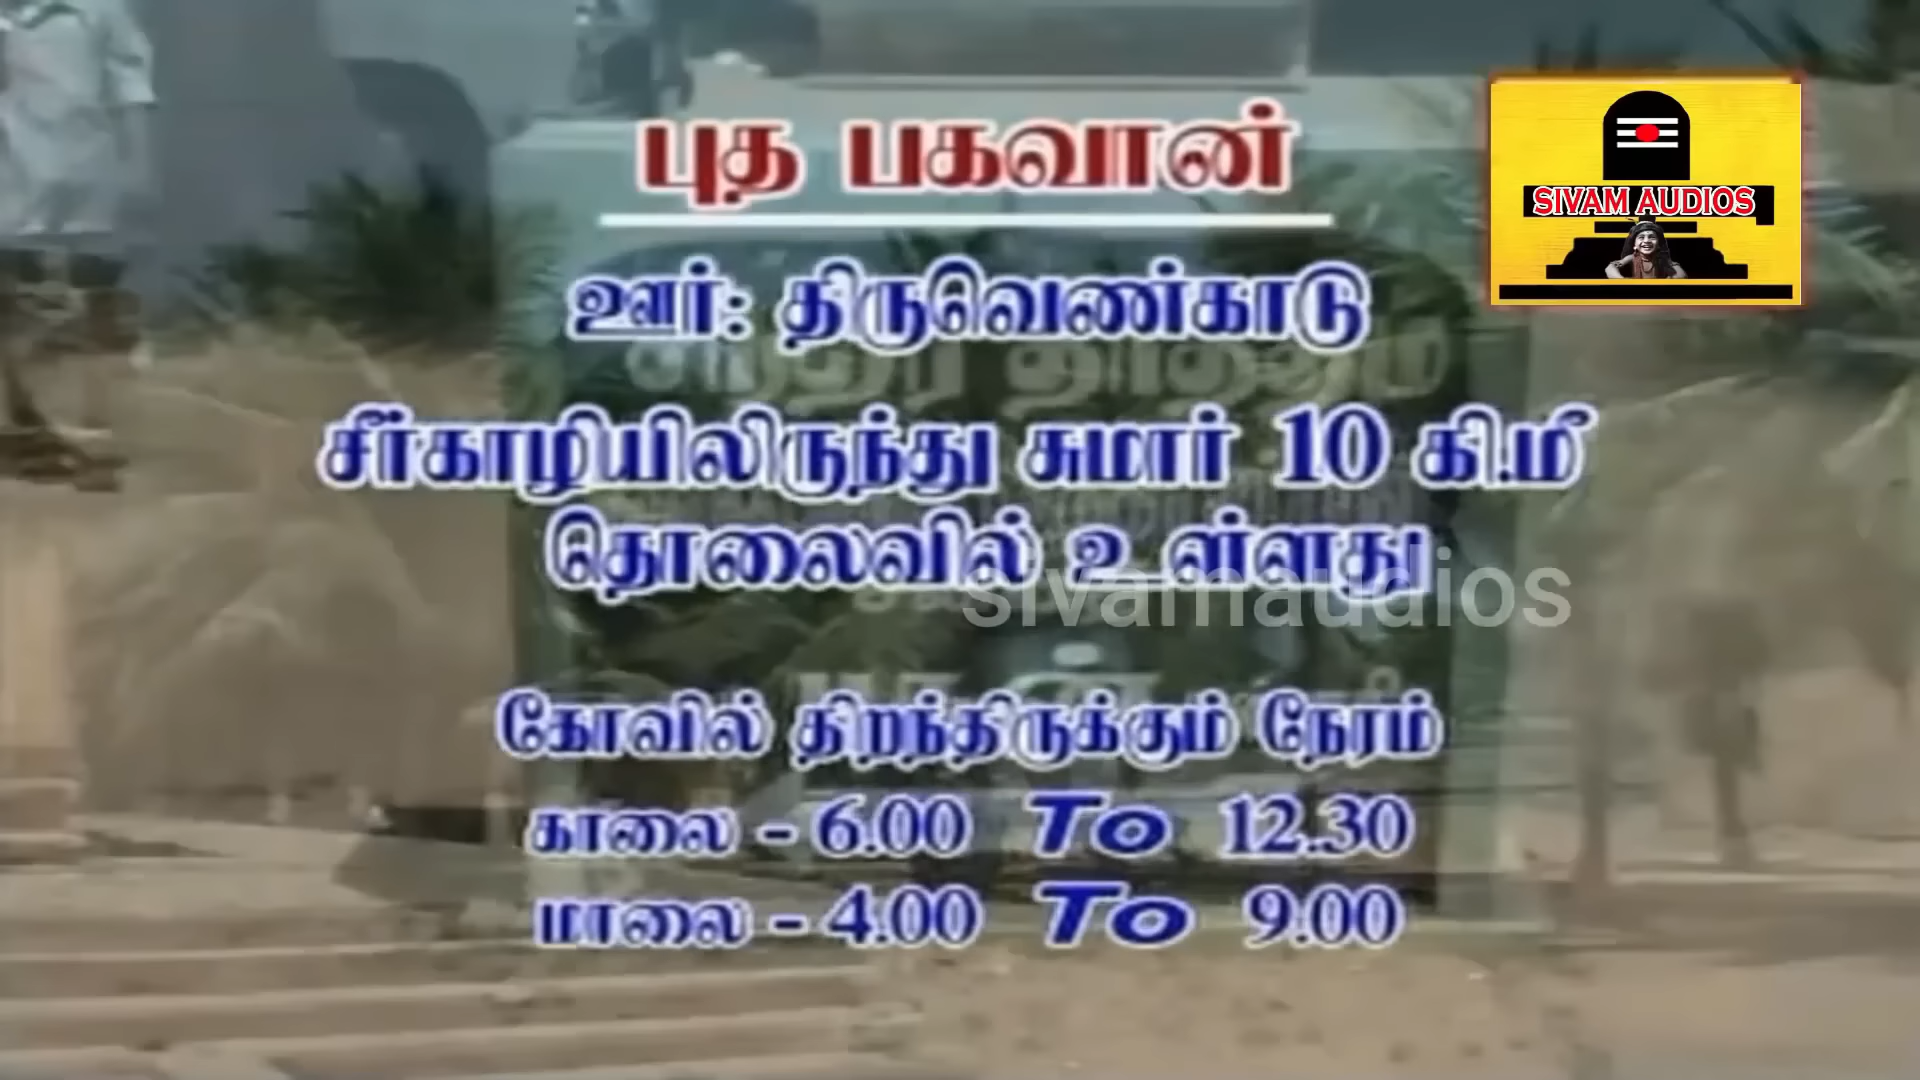 புத பகவான்
SIVAM AUDIOS
ஊர்: திருவெண்காடு
சீர்காழியிலிருந்து சுமார் 10 கி.மீ
தொலைவில் உள்ளது
sivamaudios
கோவில் திறந்திருக்கும் நேரம்
காலை - 6.00 To 12.30
மாலை - 4.00 To 9.00